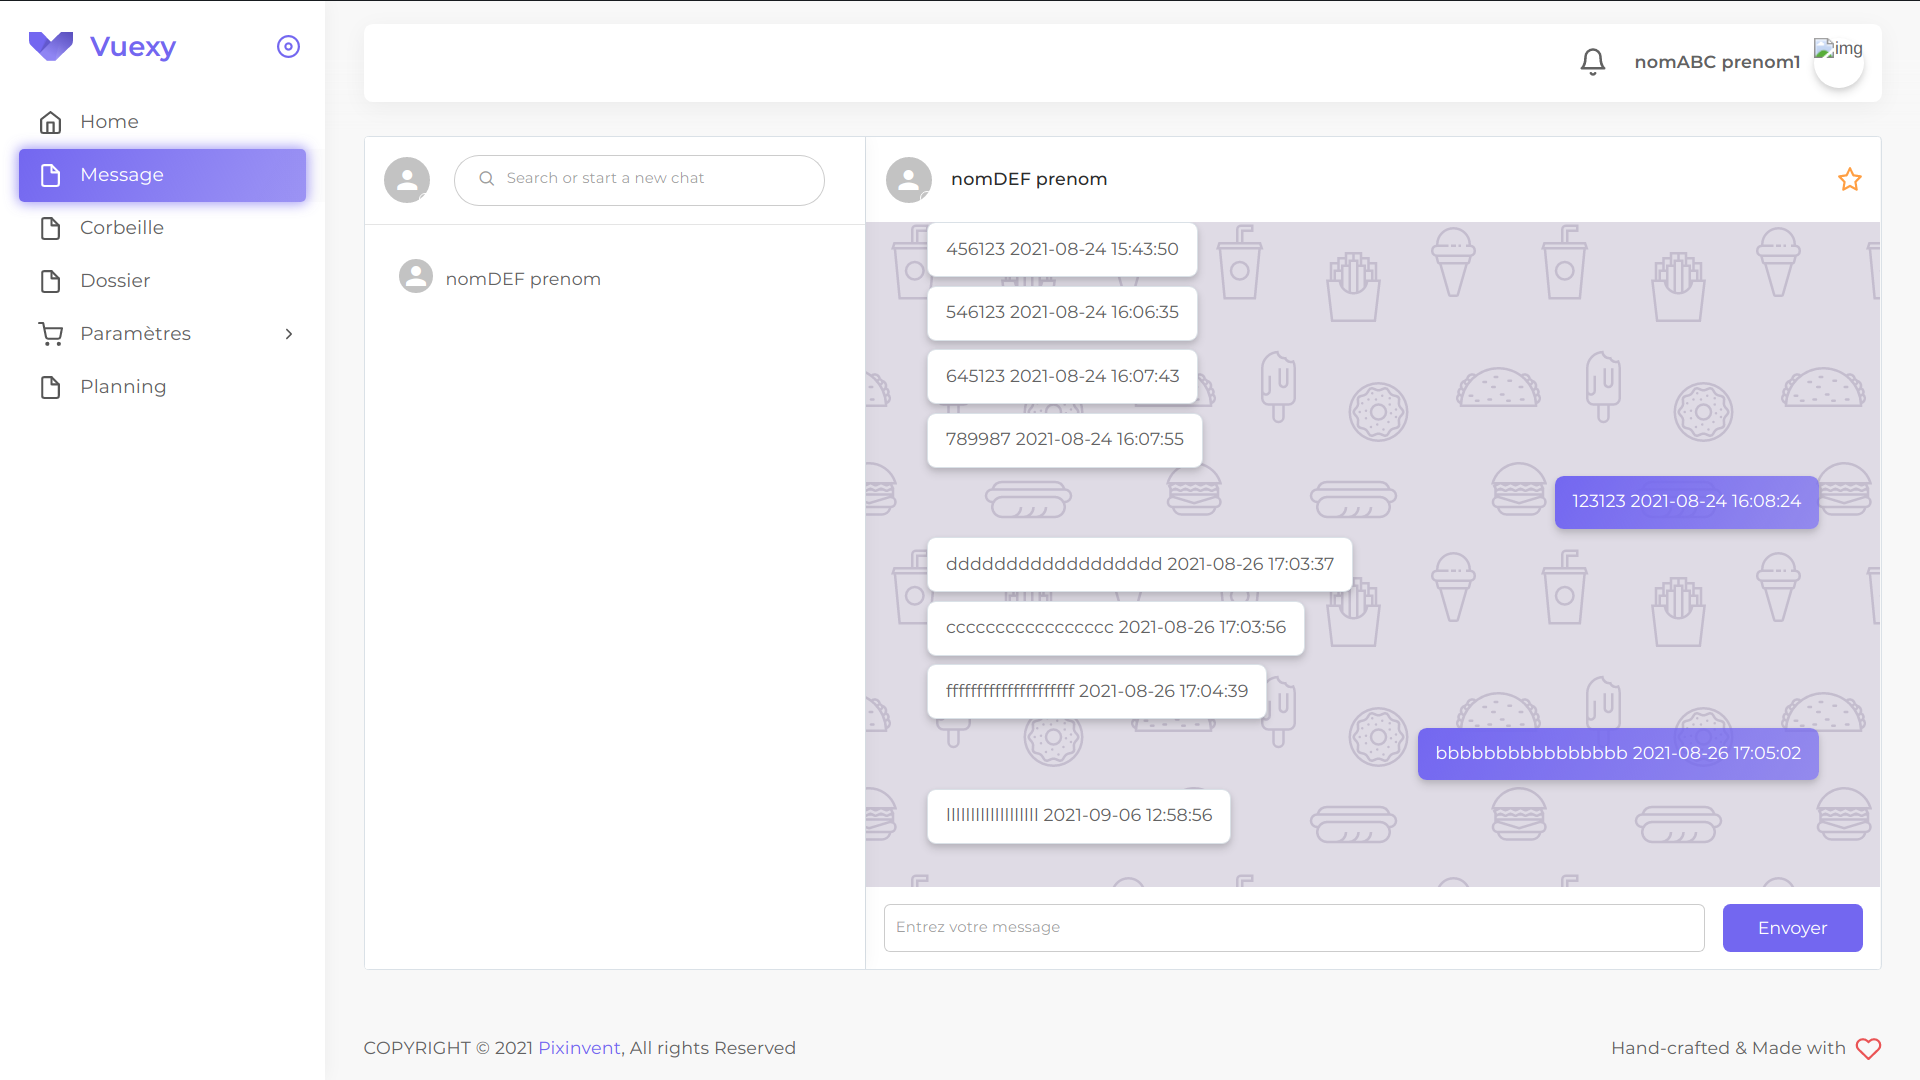 Vuexy
Home
Message
Corbeille
Dossier
Paramètres
Planning
nomABC prenom1
img
Search or start a new chat
nomDEF prenom
nomDEF prenom
456123 2021-08-24 15:43:50
546123 2021-08-24 16:06:35
645123 2021-08-24 16:07:43
789987 2021-08-24 16:07:55
123123 2021-08-24 16:08:24
dddddddddddddddddd 2021-08-26 17:03:37
ccccccccccccccccc 2021-08-26 17:03:56
ffffffffffffffffffffff 2021-08-26 17:04:39
bbbbbbbbbbbbbbbb 2021-08-26 17:05:02
lllllllllllllllllll 2021-09-06 12:58:56
Entrez votre message
Envoyer
COPYRIGHT © 2021 Pixinvent, All rights Reserved
Hand-crafted & Made with